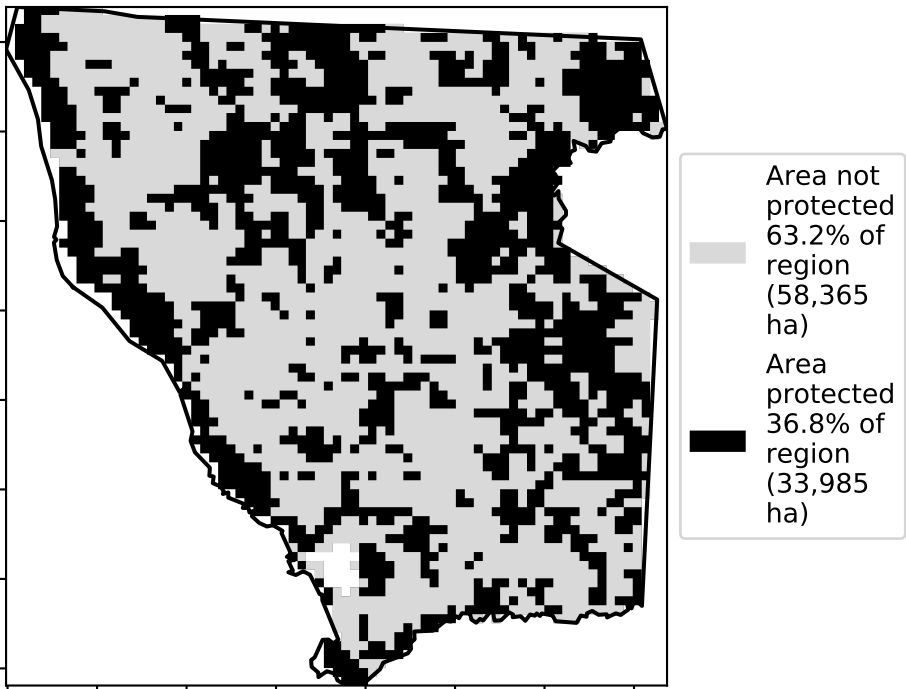 Area not
protected
63.2% of
region
(58,365
ha)
Area
protected
36.8% of
region
(33,985
ha)